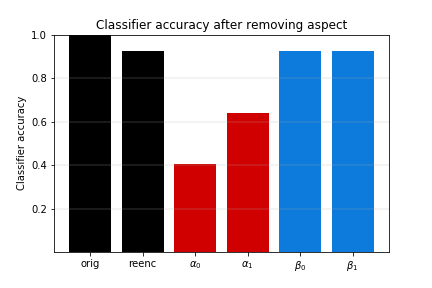 Classifier accuracy after removing aspect
Classifier accuracy
1.0
0.8
0.6
0.4
0.2
orig reenc α₀ α₁ β₀ β₁